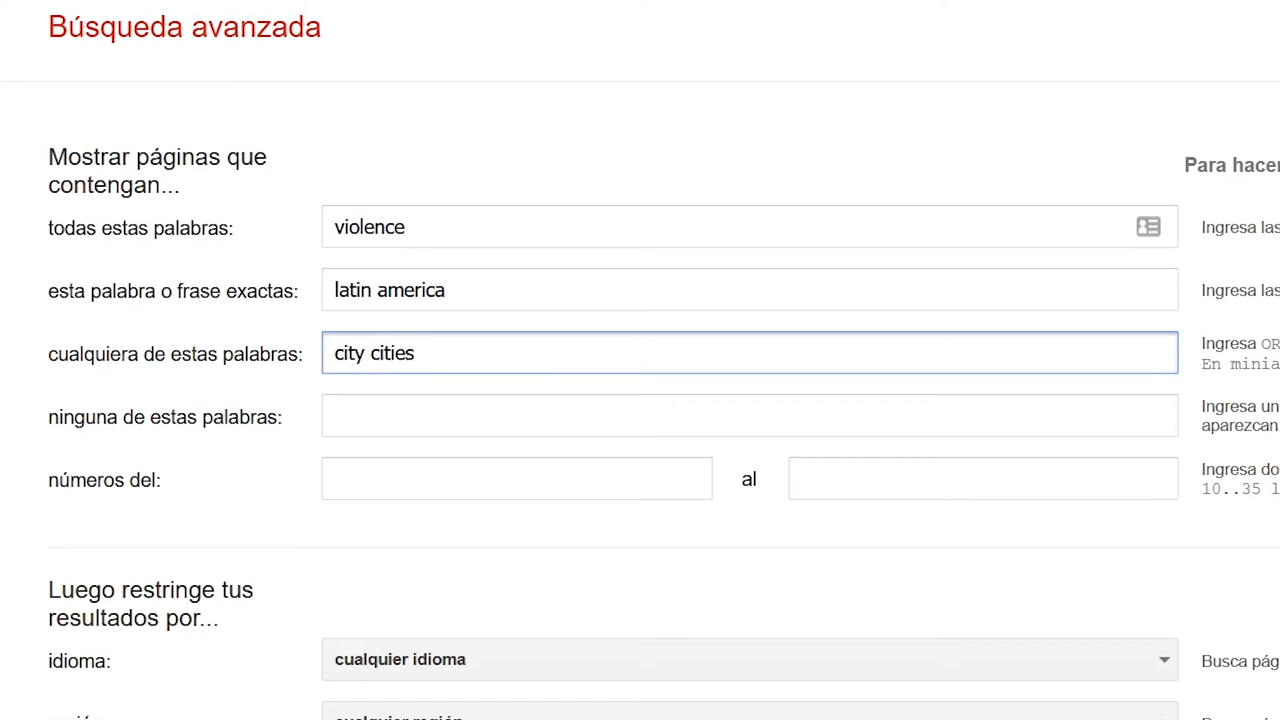 Búsqueda avanzada
Mostrar páginas que
contengan...
Para hacer
todas estas palabras:
violence
Ingresa las
esta palabra o frase exactas:
latin america
Ingresa las
cualquiera de estas palabras:
city cities
Ingresa OR
En minia
ninguna de estas palabras:
Ingresa un
aparezcan
números del:
al
Ingresa do
10..35 l
Luego restringe tus
resultados por...
idioma:
cualquier idioma
Busca pág
cualquier región